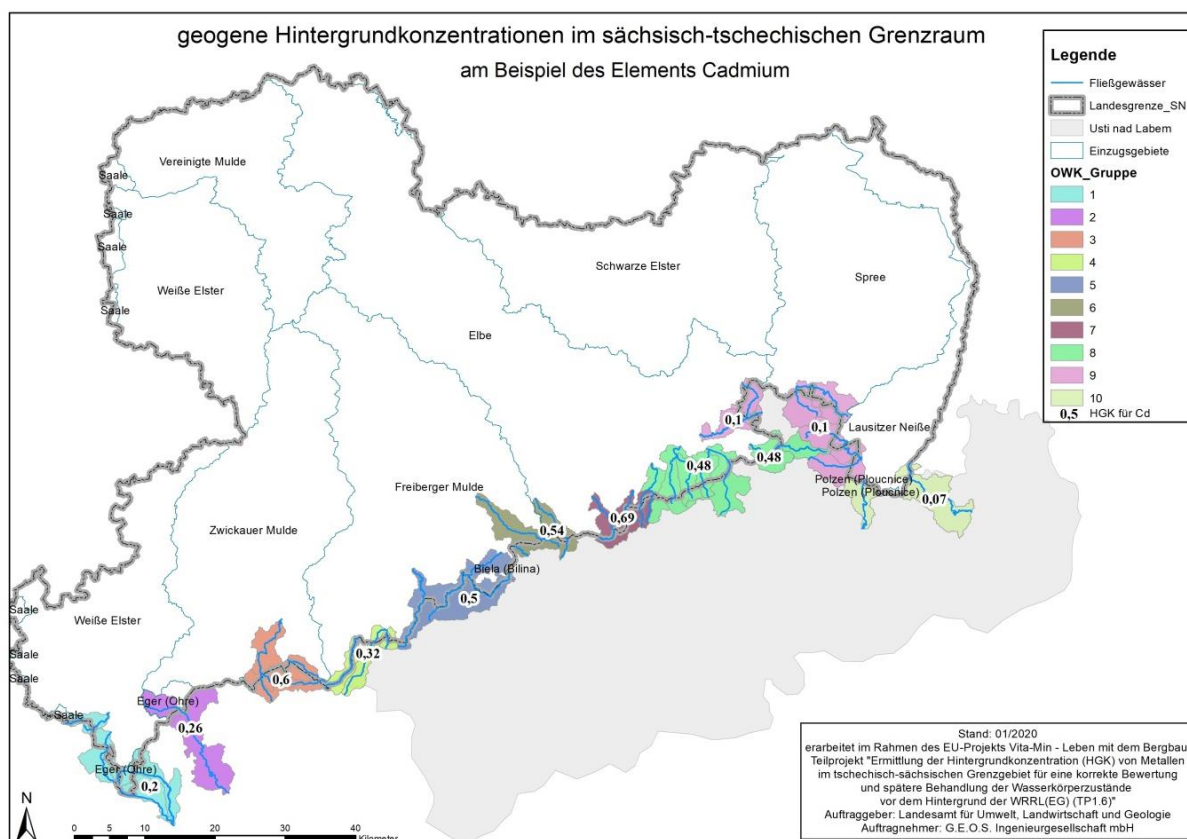 geogene Hintergrundkonzentrationen im sächsisch-tschechischen Grenzraum
am Beispiel des Elements Cadmium
Legende
Fließgewässer
Landesgrenze_SN
Usti nad Labem
Einzugsgebiete
OWK_Gruppe
1
2
3
4
5
6
7
8
9
10
0,5 HGK für Cd
Vereinigte Mulde
Saale
Saale
Saale
Weiße Elster
Saale
Schwarze Elster
Spree
Elbe
0,1
0,1
Lausitzer Neiße
0,48
0,48
Polzen (Ploucnice)
Polzen (Ploucnice)
0,07
Freiberger Mulde
0,69
0,54
Zwickauer Mulde
Biela (Bilina)
0,5
Saale
Weiße Elster
Saale
Saale
0,32
0,6
Eger (Ohre)
Saale
0,26
Eger (Ohre)
0,2
N
0 5 10 20 30 40
Kilometer
Stand: 01/2020
erarbeitet im Rahmen des EU-Projekts Vita-Min - Leben mit dem Bergbau
Teilprojekt "Ermittlung der Hintergrundkonzentration (HGK) von Metallen
im tschechisch-sächsischen Grenzgebiet für eine korrekte Bewertung
und spätere Behandlung der Wasserkörperzustände
vor dem Hintergrund der WRRL(EG) (TP1.6)"
Auftraggeber: Landesamt für Umwelt, Landwirtschaft und Geologie
Auftragnehmer: G.E.O.S. Ingenieurgesellschaft mbH